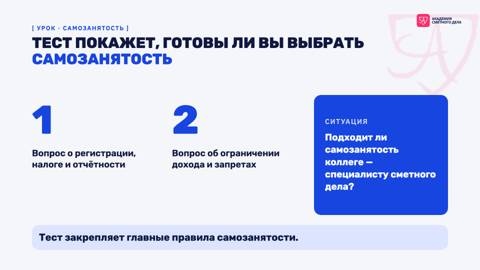 [ УРОК · САМОЗАНЯТОСТЬ ]
АКАДЕМИЯ
СМЕТНОГО ДЕЛА
ТЕСТ ПОКАЖЕТ, ГОТОВЫ ЛИ ВЫ ВЫБРАТЬ
САМОЗАНЯТОСТЬ
1
Вопрос о регистрации,
налоге и отчётности
2
Вопрос об ограничении
дохода и запретах
СИТУАЦИЯ
Подходит ли
самозанятость
коллеге —
специалисту сметного
дела?
Тест закрепляет главные правила самозанятости.